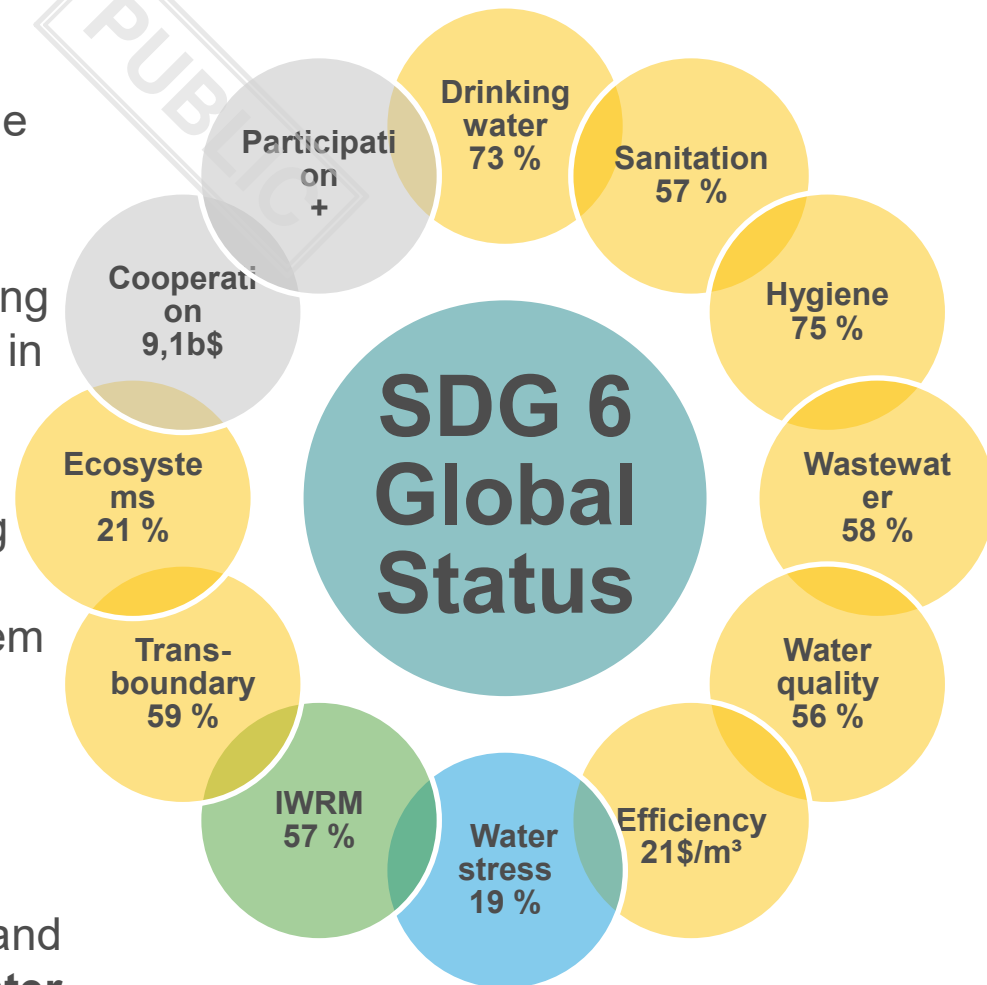 PUBLIC
e
ng
in
g
em
and
SDG 6
Global
Status
Drinking
water
73 %
Sanitation
57 %
Hygiene
75 %
Wastewat
er
58 %
Water
quality
56 %
Efficiency
21$/m³
Water
stress
19 %
IWRM
57 %
Trans-
boundary
59 %
Ecosyste
ms
21 %
Cooperati
on
9,1b$
Participati
on
+